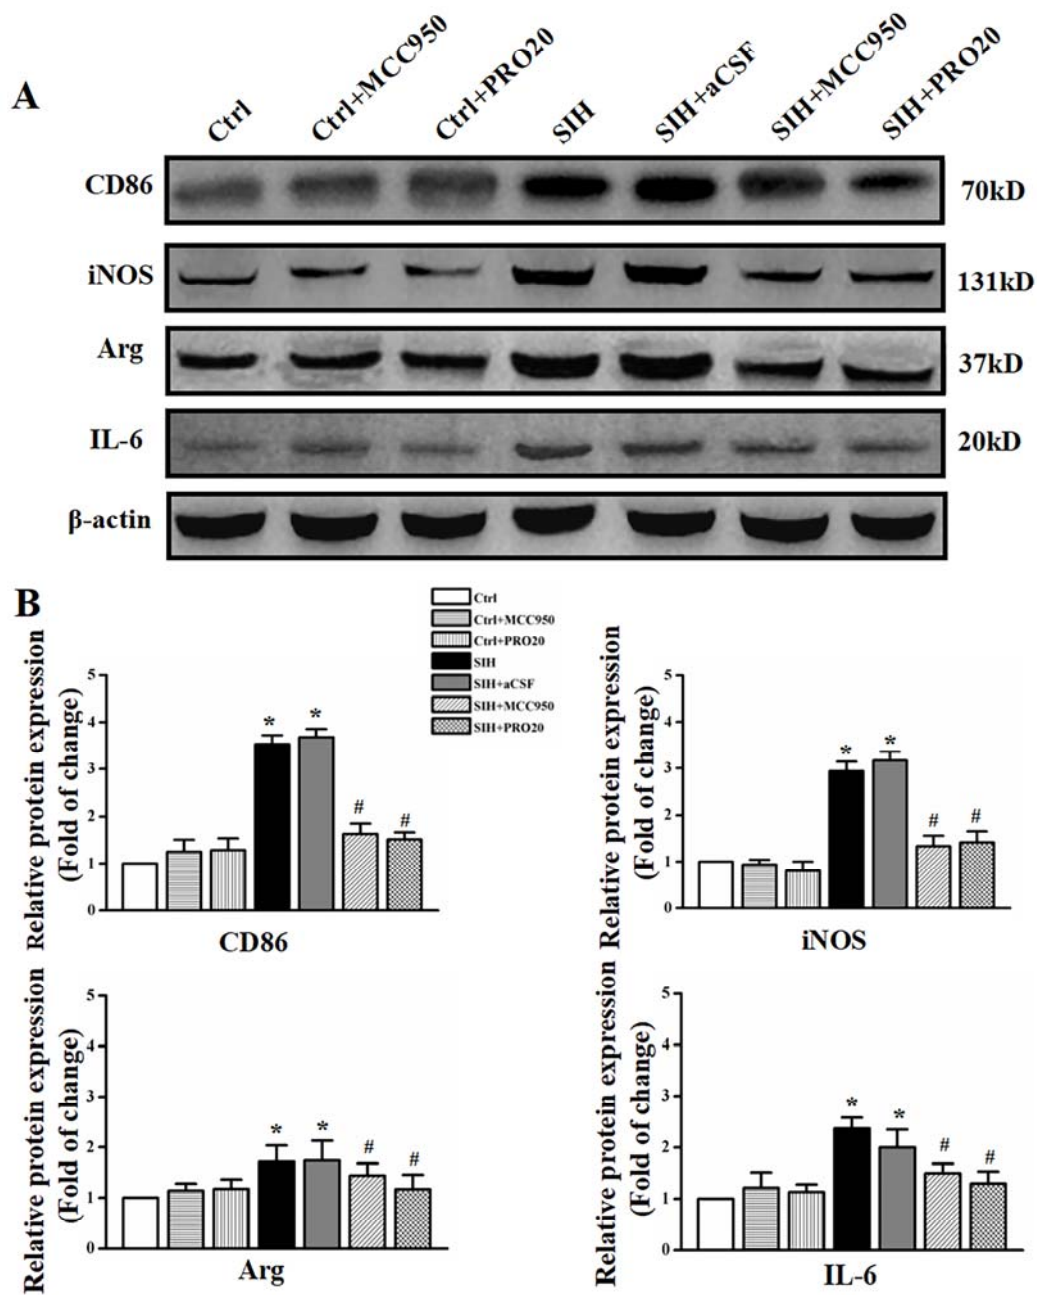 A
Ctrl
Ctrl+MCC950
Ctrl+PRO20
SIH
SIH+aCSF
SIH+MCC950
SIH+PRO20
CD86
70kD
iNOS
131kD
Arg
37kD
IL-6
20kD
β-actin
B
Ctrl
Ctrl+MCC950
Ctrl+PRO20
SIH
SIH+aCSF
SIH+MCC950
SIH+PRO20
Relative protein expression
(Fold of change)
5
4
3
2
1
0
*
*
#
#
CD86
Relative protein expression
(Fold of change)
5
4
3
2
1
0
*
*
#
#
iNOS
Relative protein expression
(Fold of change)
5
4
3
2
1
0
*
*
#
#
Arg
Relative protein expression
(Fold of change)
5
4
3
2
1
0
*
*
#
#
IL-6